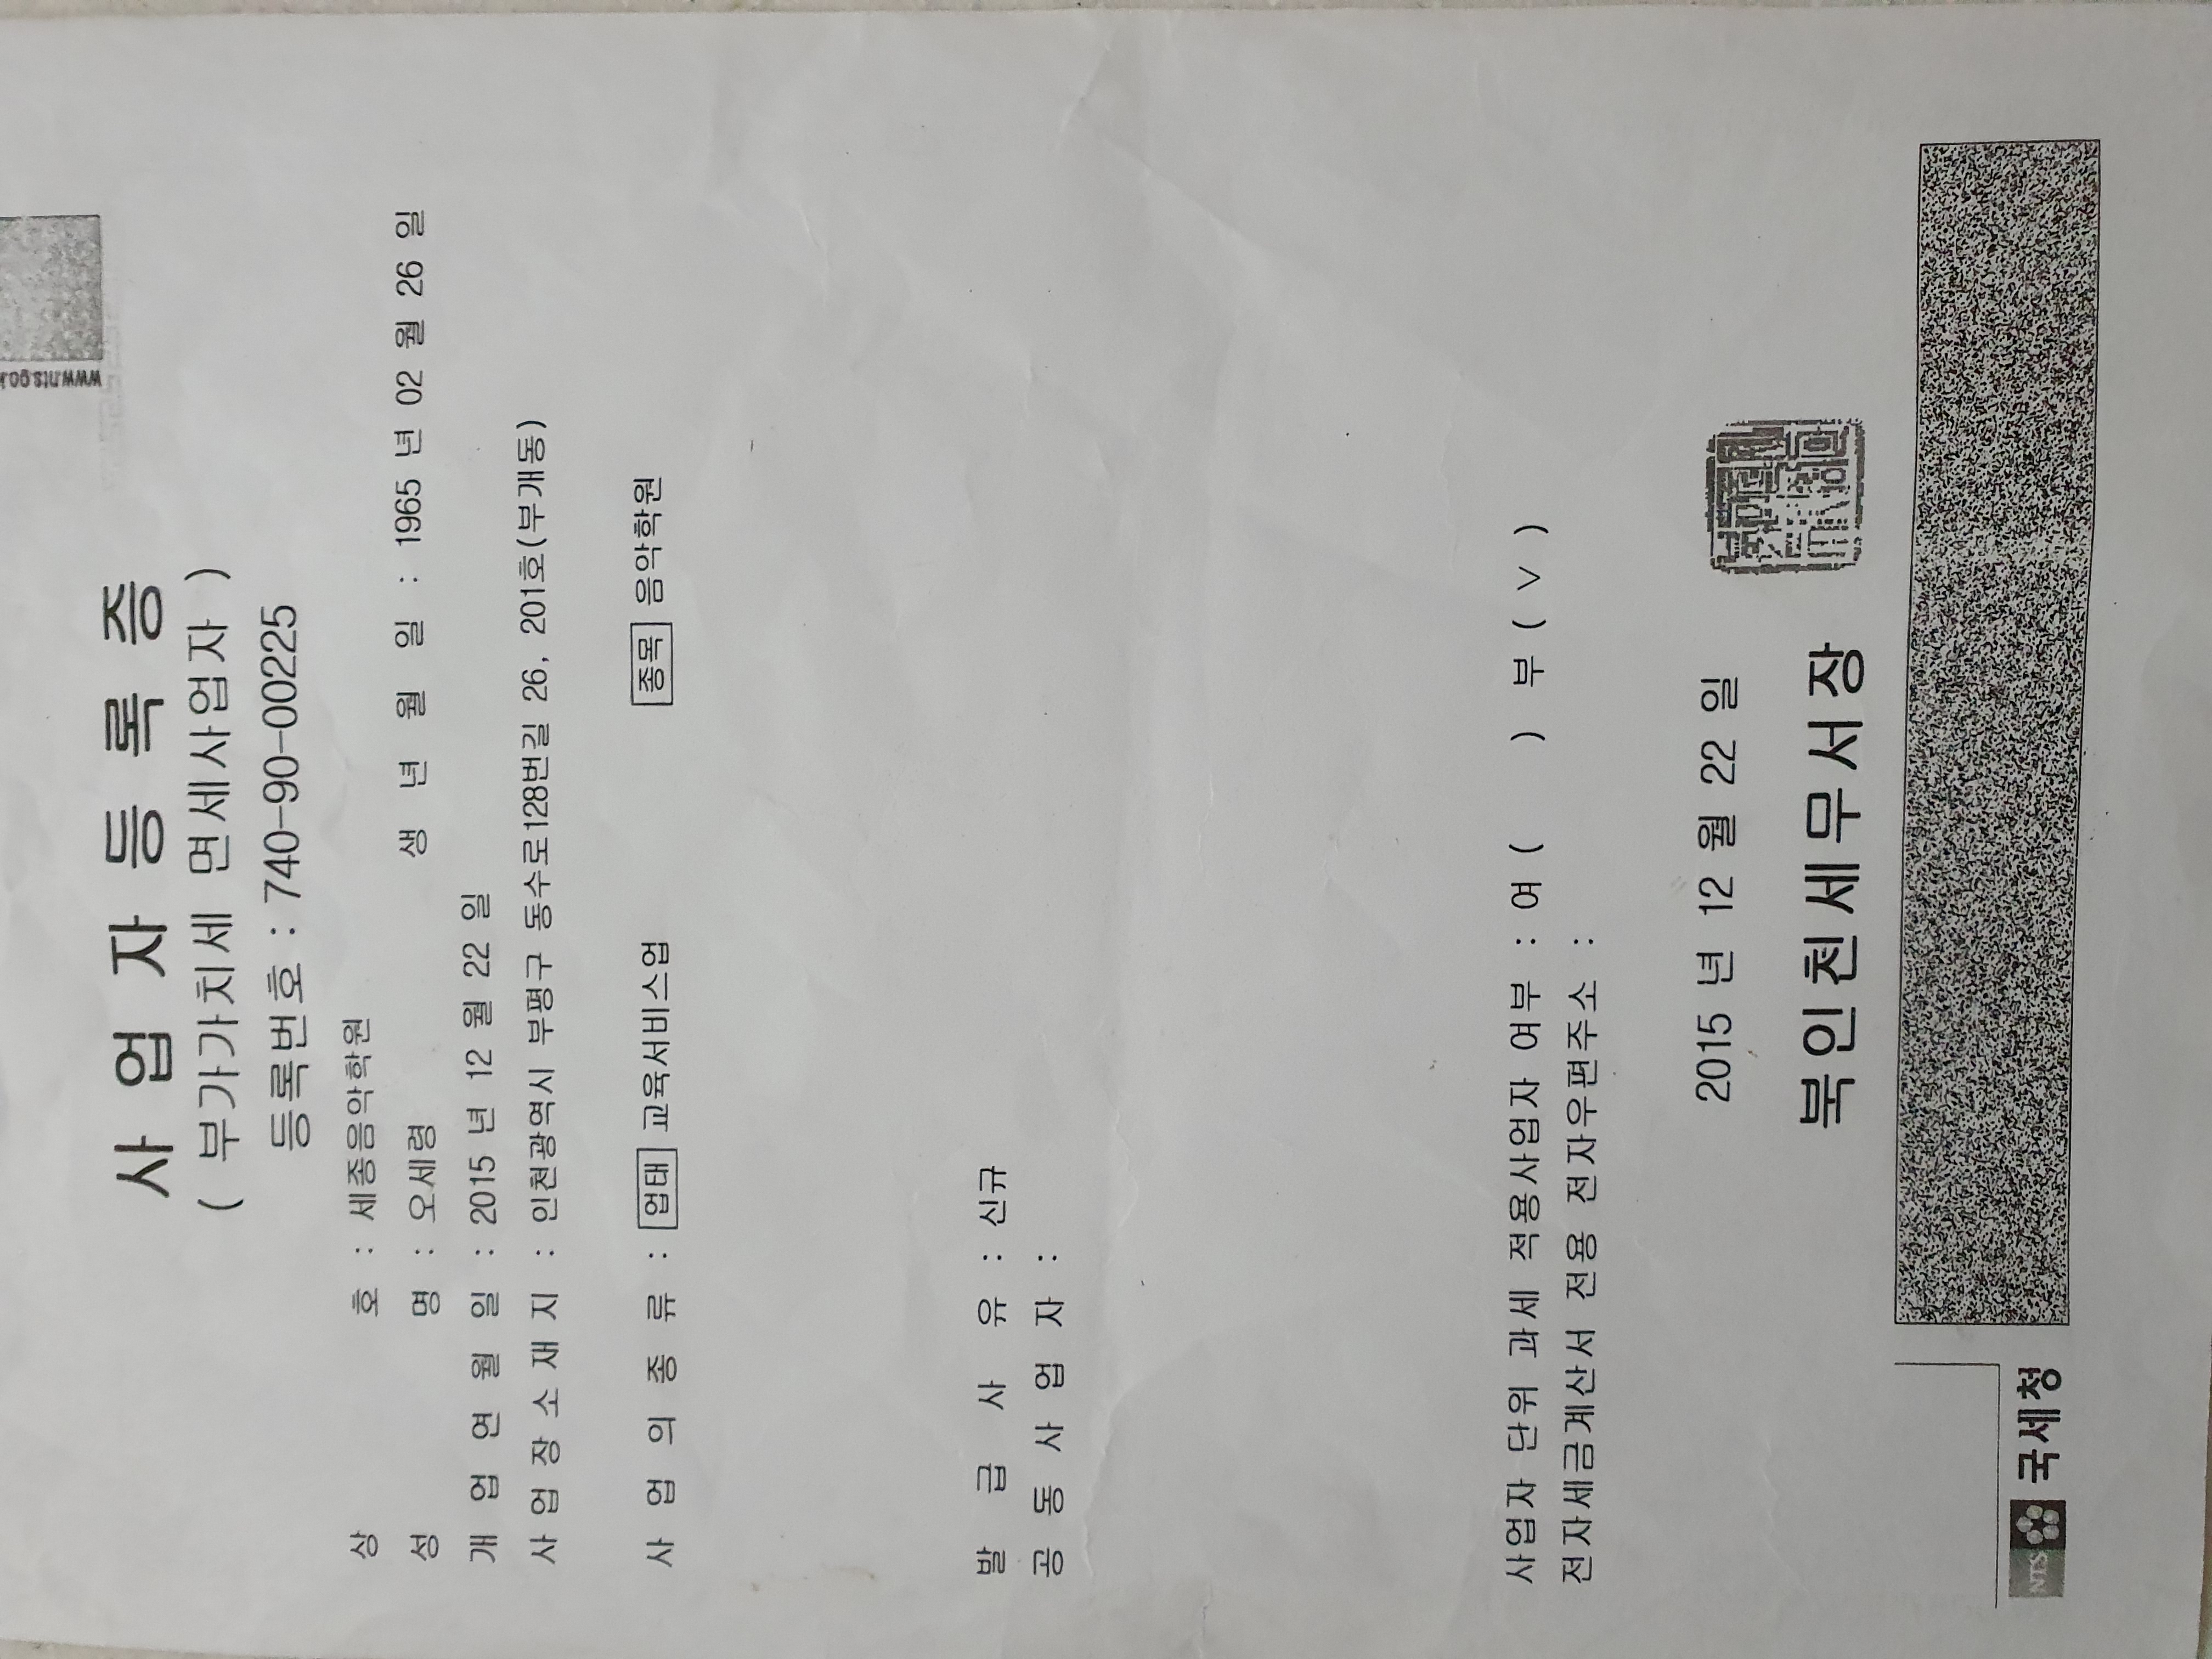 www.nts.go.k
사 업 자 등 록 증
( 부가가치세 면세사업자 )
등록번호 : 740-90-00225
상 호 : 세종음악학원
성 명 : 오세령 생 년 월 일 : 1965 년 02 월 26 일
개 업 연 월 일 : 2015 년 12 월 22 일
사 업 장 소 재 지 : 인천광역시 부평구 동수로128번길 26, 201호(부개동)
사 업 의 종 류 : 업태 교육서비스업 종목 음악학원
발 급 사 유 : 신규
공 동 사 업 자 :
사업자 단위 과세 적용사업자 여부 : 여 ( ) 부 ( v )
전자세금계산서 전용 전자우편주소 :
2015 년 12 월 22 일
북인천세무서장
NTS 국세청